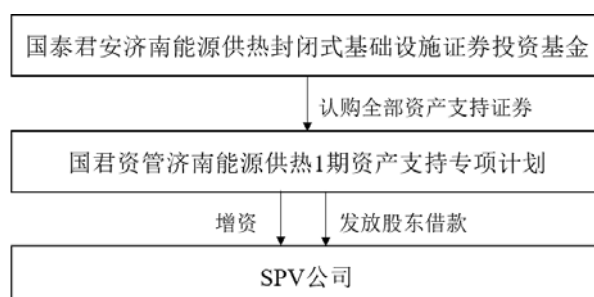 国泰君安济南能源供热封闭式基础设施证券投资基金
认购全部资产支持证券
国君资管济南能源供热1期资产支持专项计划
增资
发放股东借款
SPV公司